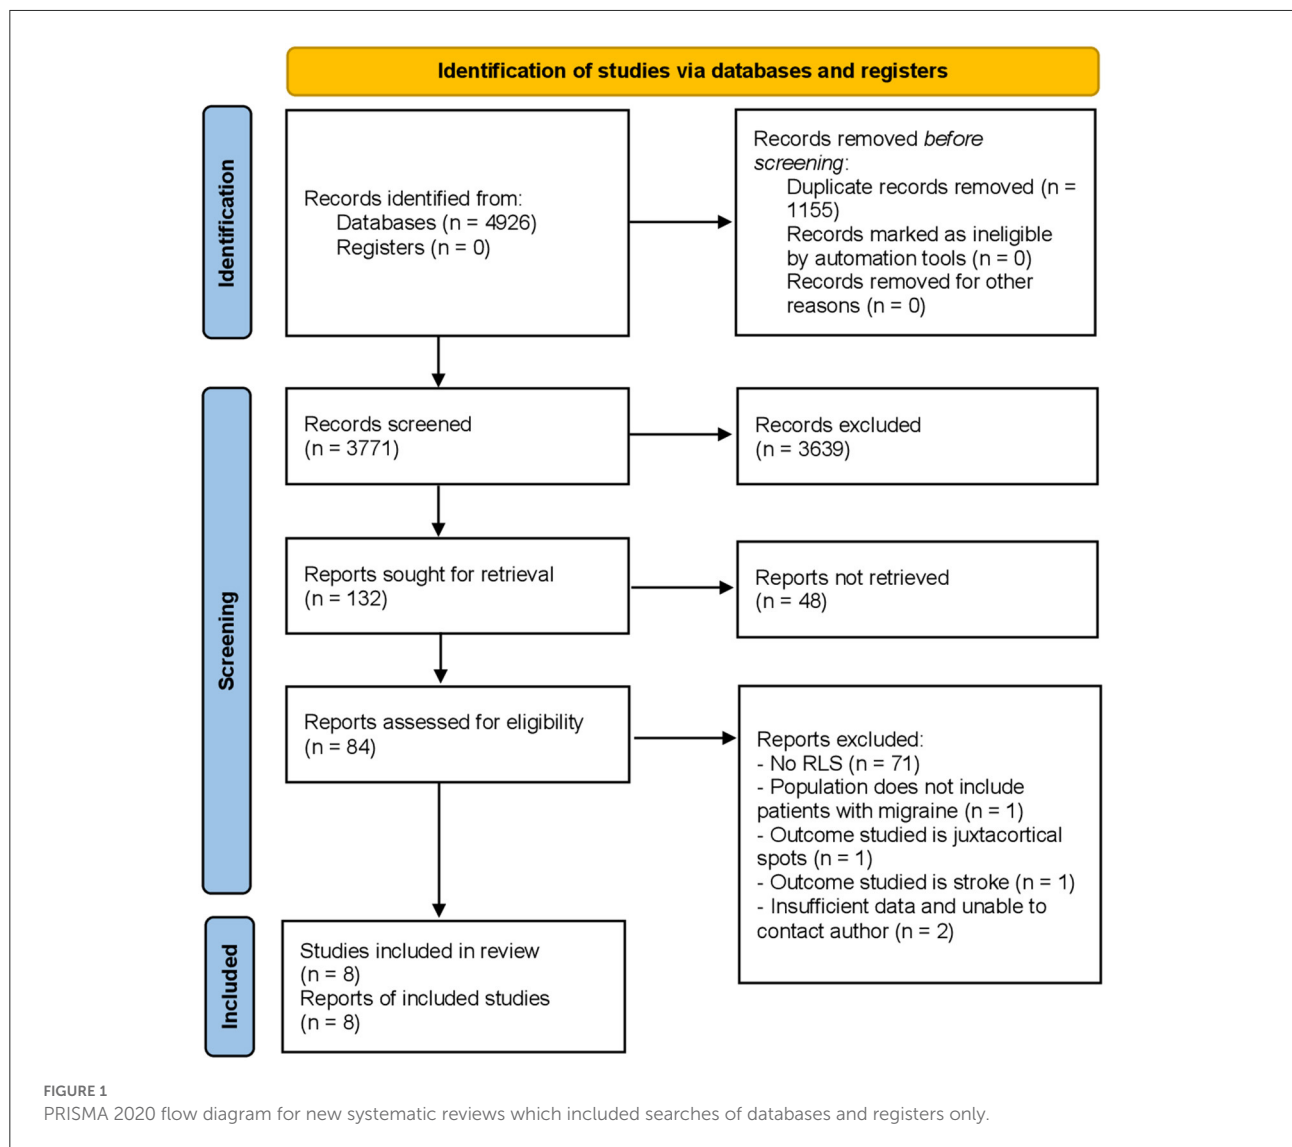 Identification of studies via databases and registers
Identification
Records identified from:
Databases (n = 4926)
Registers (n = 0)
Records removed before
screening:
Duplicate records removed (n =
1155)
Records marked as ineligible
by automation tools (n = 0)
Records removed for other
reasons (n = 0)
Screening
Records screened
(n = 3771)
Records excluded
(n = 3639)
Reports sought for retrieval
(n = 132)
Reports not retrieved
(n = 48)
Reports assessed for eligibility
(n = 84)
Reports excluded:
- No RLS (n = 71)
- Population does not include
patients with migraine (n = 1)
- Outcome studied is juxtacortical
spots (n = 1)
- Outcome studied is stroke (n = 1)
- Insufficient data and unable to
contact author (n = 2)
Included
Studies included in review
(n = 8)
Reports of included studies
(n = 8)
FIGURE 1
PRISMA 2020 flow diagram for new systematic reviews which included searches of databases and registers only.